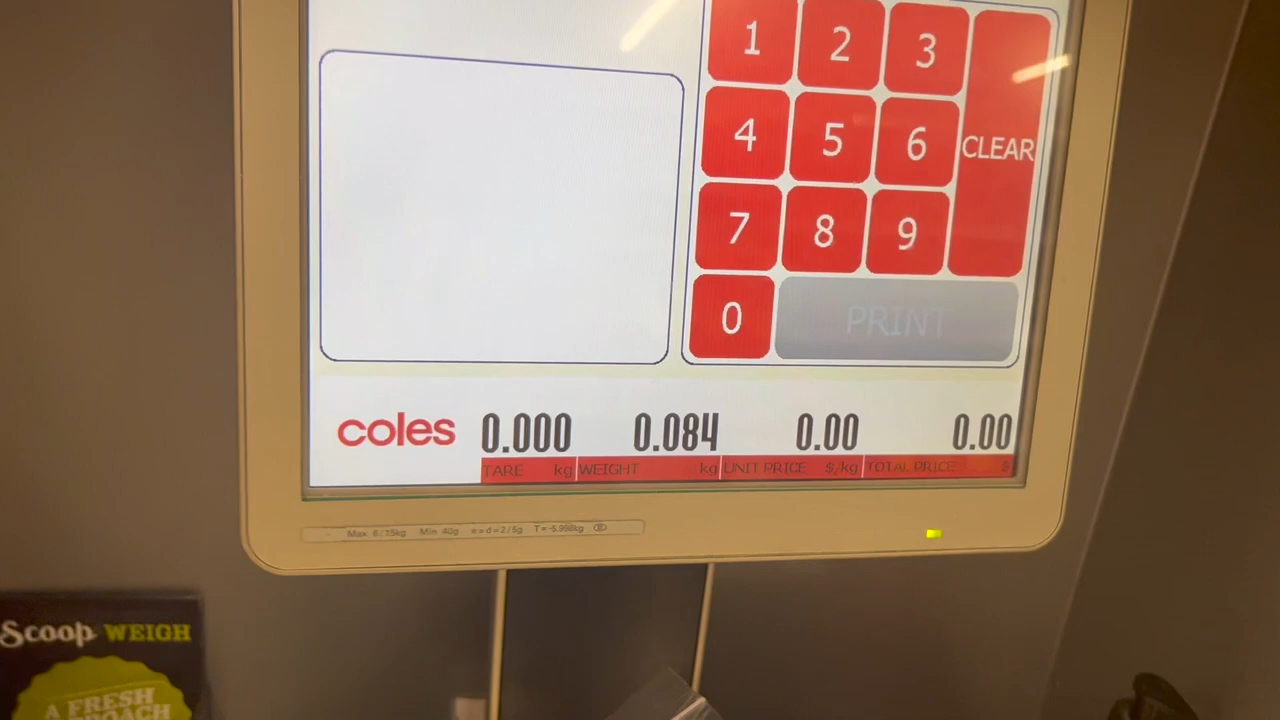 1 2 3
4 5 6 CLEAR
7 8 9
0 PRINT
coles 0.000 0.084 0.00 0.00
TARE kg WEIGHT kg UNIT PRICE $/kg TOTAL PRICE $
Max 6/15kg Min 40g e=d=2/5g T=-5.998kg
Scoop WEIGH
A FRESH